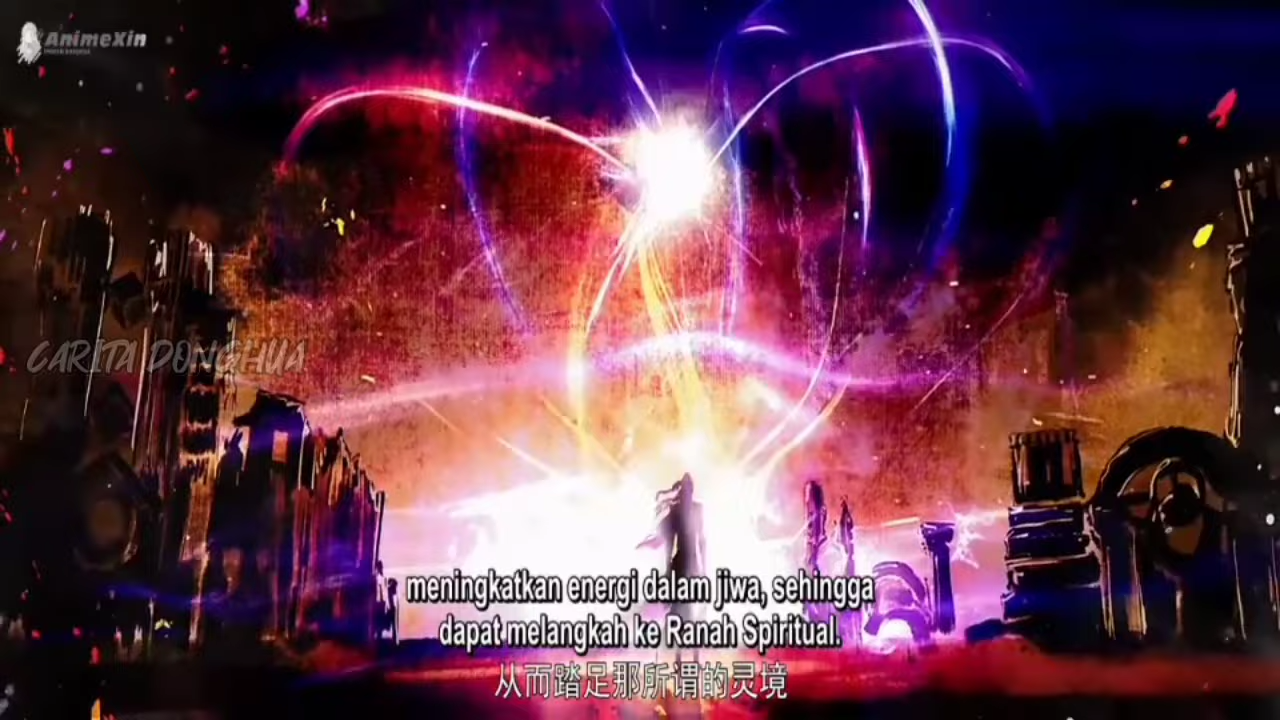 AnimeXin
CARITA DONGHUA
meningkatkan energi dalam jiwa, sehingga
dapat melangkah ke Ranah Spiritual.
从而踏足那所谓的灵境